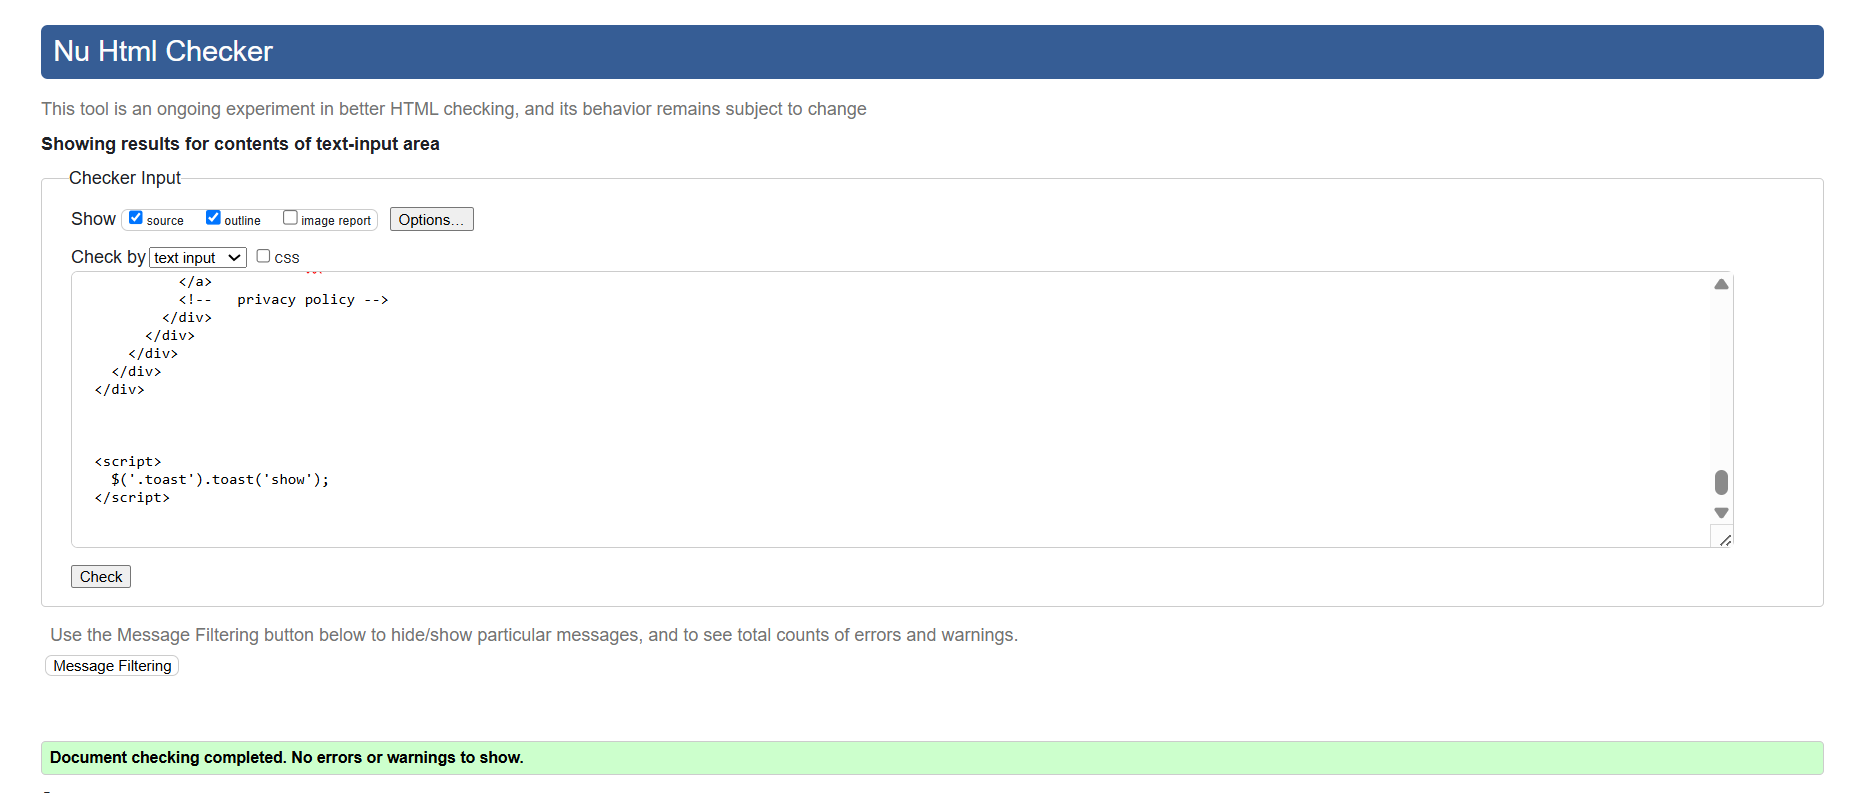 Nu Html Checker
This tool is an ongoing experiment in better HTML checking, and its behavior remains subject to change
Showing results for contents of text-input area
Checker Input
Show source outline image report Options...
Check by text input css
</a>
<!--   privacy policy -->
</div>
</div>
</div>
</div>
</div>
<script>
$('.toast').toast('show');
</script>
Check
Use the Message Filtering button below to hide/show particular messages, and to see total counts of errors and warnings.
Message Filtering
Document checking completed. No errors or warnings to show.